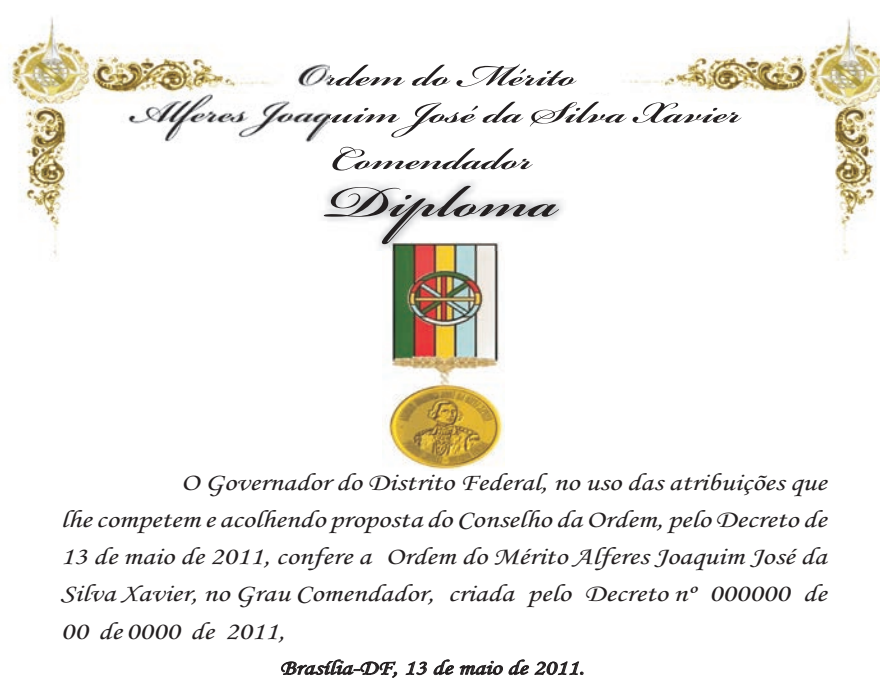 Ordem do Mérito
Alferes Joaquim José da Silva Xavier
Comendador
Diploma
O Governador do Distrito Federal, no uso das atribuições que
lhe competem e acolhendo proposta do Conselho da Ordem, pelo Decreto de
13 de maio de 2011, confere a Ordem do Mérito Alferes Joaquim José da
Silva Xavier, no Grau Comendador, criada pelo Decreto nº 000000 de
00 de 0000 de 2011,
Brasília-DF, 13 de maio de 2011.